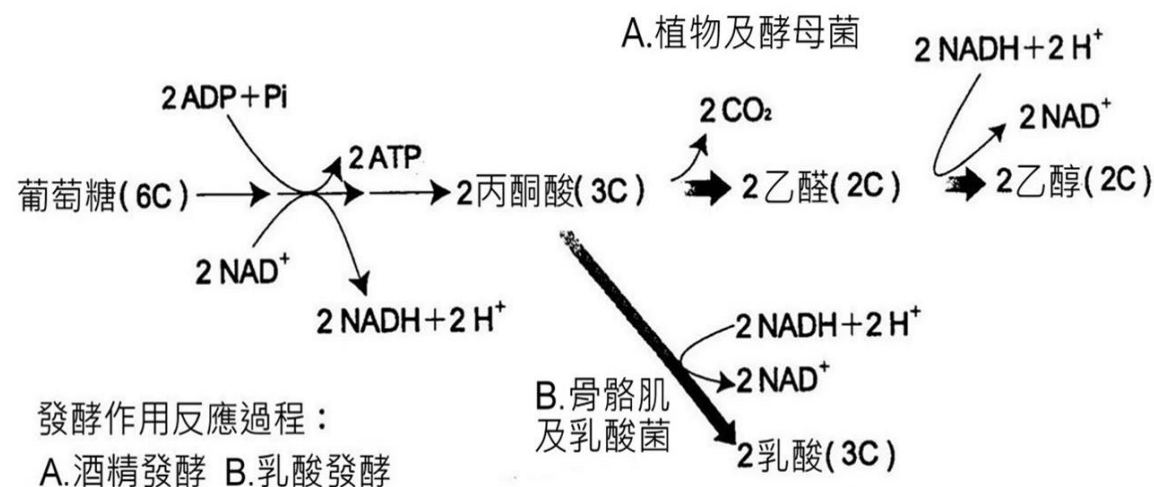 A.植物及酵母菌
2 NADH+2 H⁺
2 ADP+Pi
2 CO₂
2 NAD⁺
2 ATP
葡萄糖(6C)
2丙酮酸(3C)
2乙醛(2C)
2乙醇(2C)
2 NAD⁺
2 NADH+2 H⁺
2 NADH+2 H⁺
2 NAD⁺
B.骨骼肌
及乳酸菌
2乳酸(3C)
發酵作用反應過程：
A.酒精發酵 B.乳酸發酵